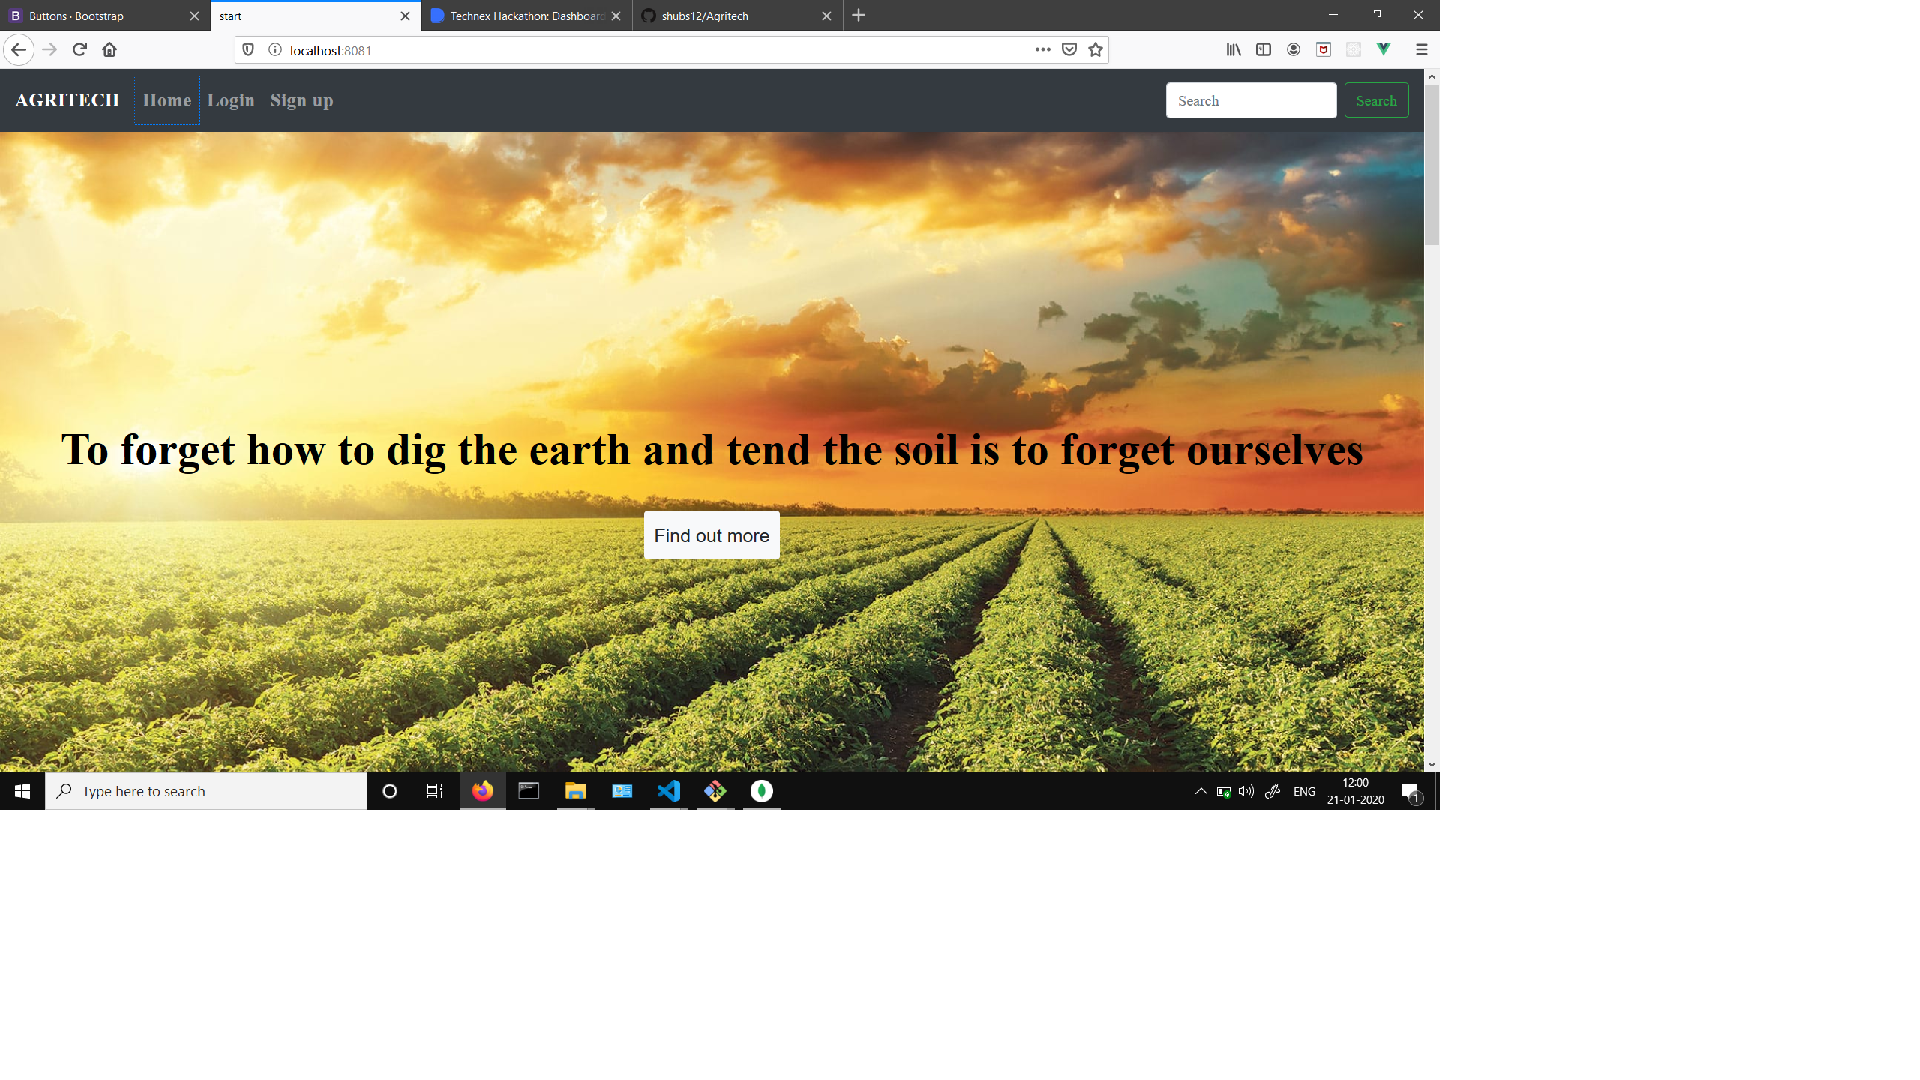 Buttons · Bootstrap
start
Technex Hackathon: Dashboard
shubs12/Agritech
localhost:8081
AGRITECH
Home
Login
Sign up
Search
Search
To forget how to dig the earth and tend the soil is to forget ourselves
Find out more
Type here to search
ENG
12:00
21-01-2020
1